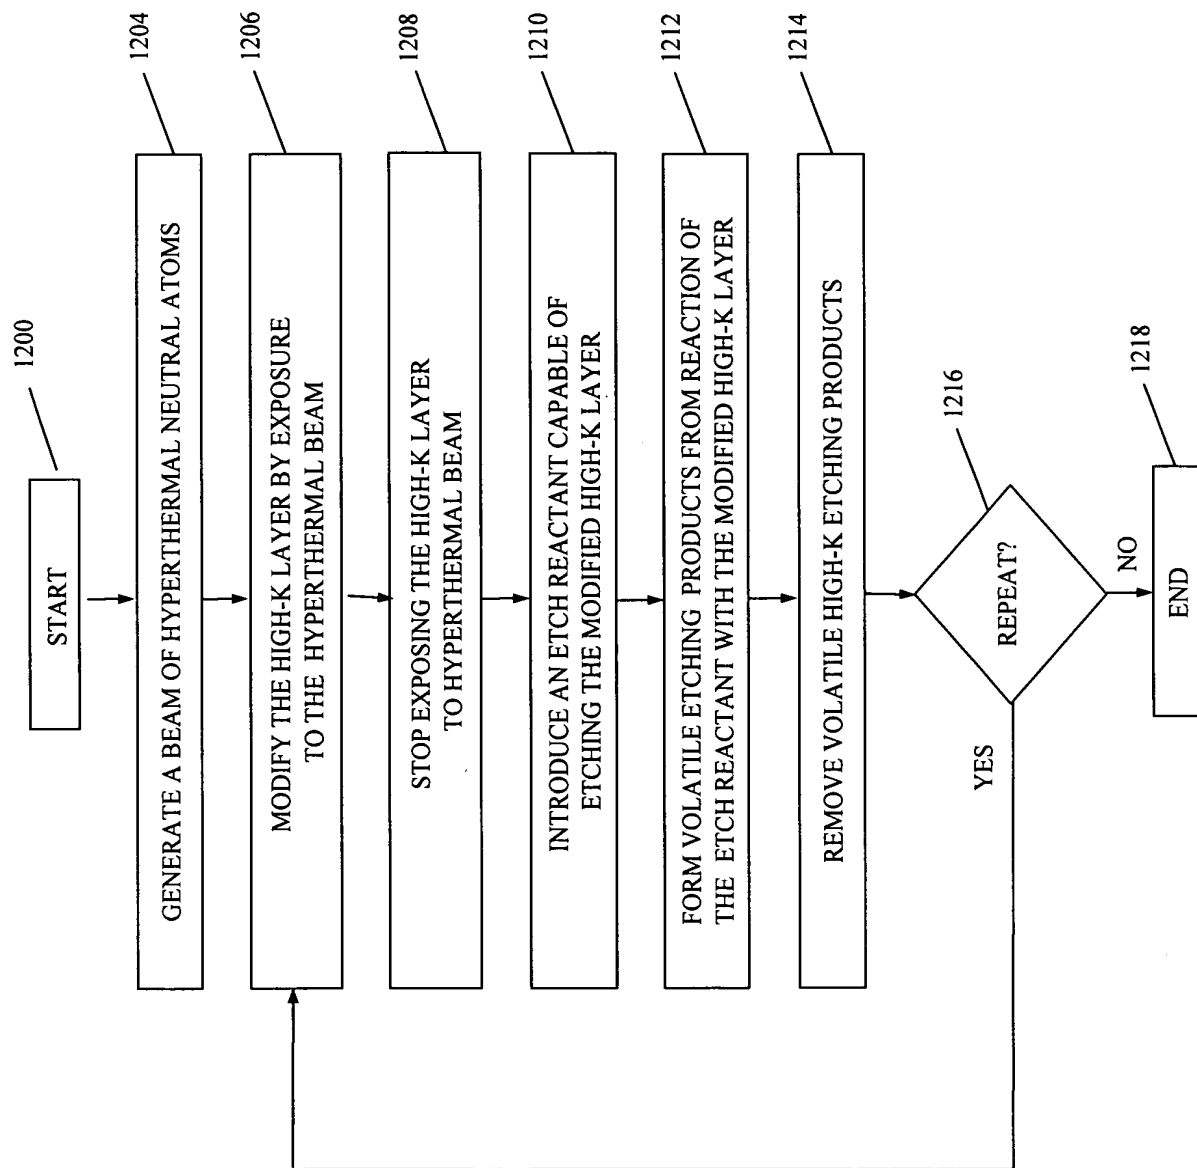 1200
START
1204
GENERATE A BEAM OF HYPERTHERMAL NEUTRAL ATOMS
1206
MODIFY THE HIGH-K LAYER BY EXPOSURE
TO THE HYPERTHERMAL BEAM
1208
STOP EXPOSING THE HIGH-K LAYER
TO HYPERTHERMAL BEAM
1210
INTRODUCE AN ETCH REACTANT CAPABLE OF
ETCHING THE MODIFIED HIGH-K LAYER
1212
FORM VOLATILE ETCHING PRODUCTS FROM REACTION OF
THE ETCH REACTANT WITH THE MODIFIED HIGH-K LAYER
1214
REMOVE VOLATILE HIGH-K ETCHING PRODUCTS
1216
REPEAT?
YES
NO
1218
END